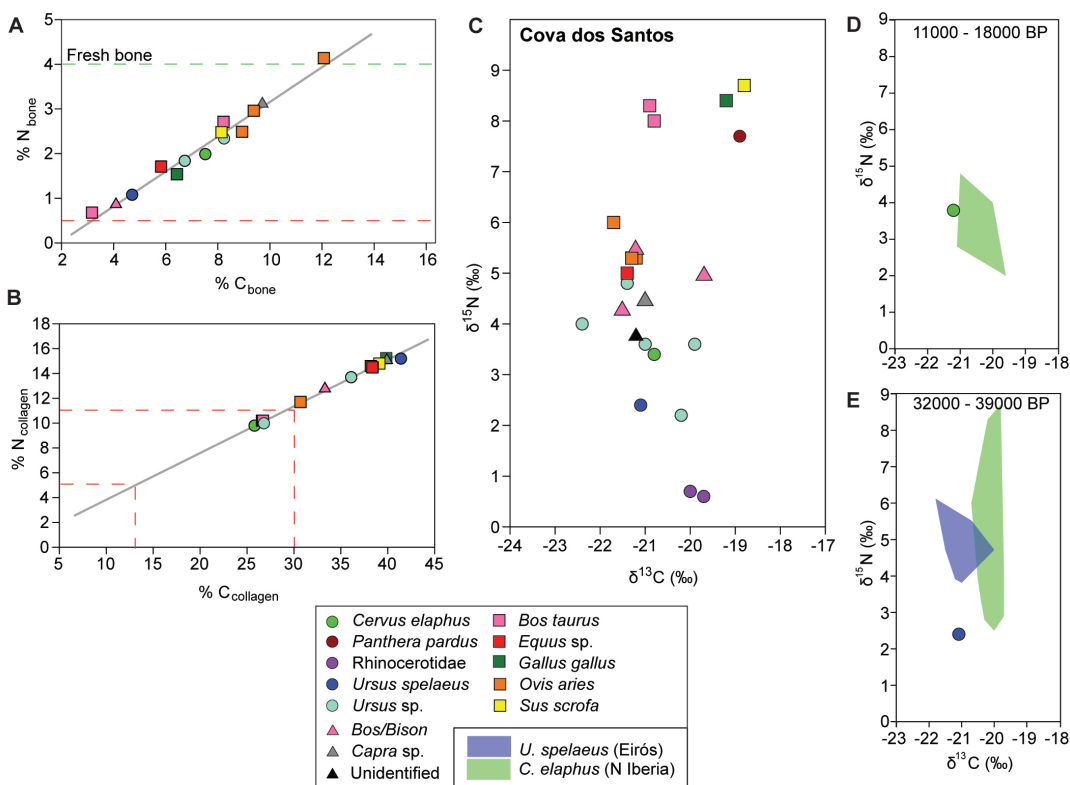 A
5
4
3
2
1
0
Fresh bone
% N bone
2 4 6 8 10 12 14 16
% C bone
B
18
16
14
12
10
8
6
4
2
0
% N collagen
5 10 15 20 25 30 35 40 45
% C collagen
C
Cova dos Santos
9
8
7
6
5
4
3
2
1
0
δ15N (‰)
-24 -23 -22 -21 -20 -19 -18 -17
δ13C (‰)
D
11000 - 18000 BP
9
8
7
6
5
4
3
2
1
0
δ15N (‰)
-23 -22 -21 -20 -19 -18
E
32000 - 39000 BP
9
8
7
6
5
4
3
2
1
0
δ15N (‰)
-23 -22 -21 -20 -19 -18
δ13C (‰)
Cervus elaphus
Panthera pardus
Rhinocerotidae
Ursus spelaeus
Ursus sp.
Bos/Bison
Capra sp.
Unidentified
Bos taurus
Equus sp.
Gallus gallus
Ovis aries
Sus scrofa
U. spelaeus (Eirós)
C. elaphus (N Iberia)